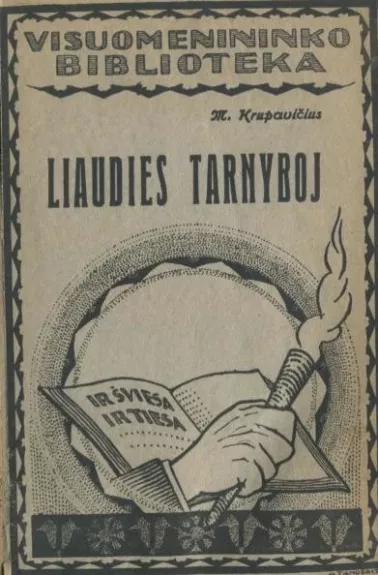 VISUOMENININKO
BIBLIOTEKA
M. Krupavičius
LIAUDIES TARNYBOJ
IR ŠVIESA
IR TIESA